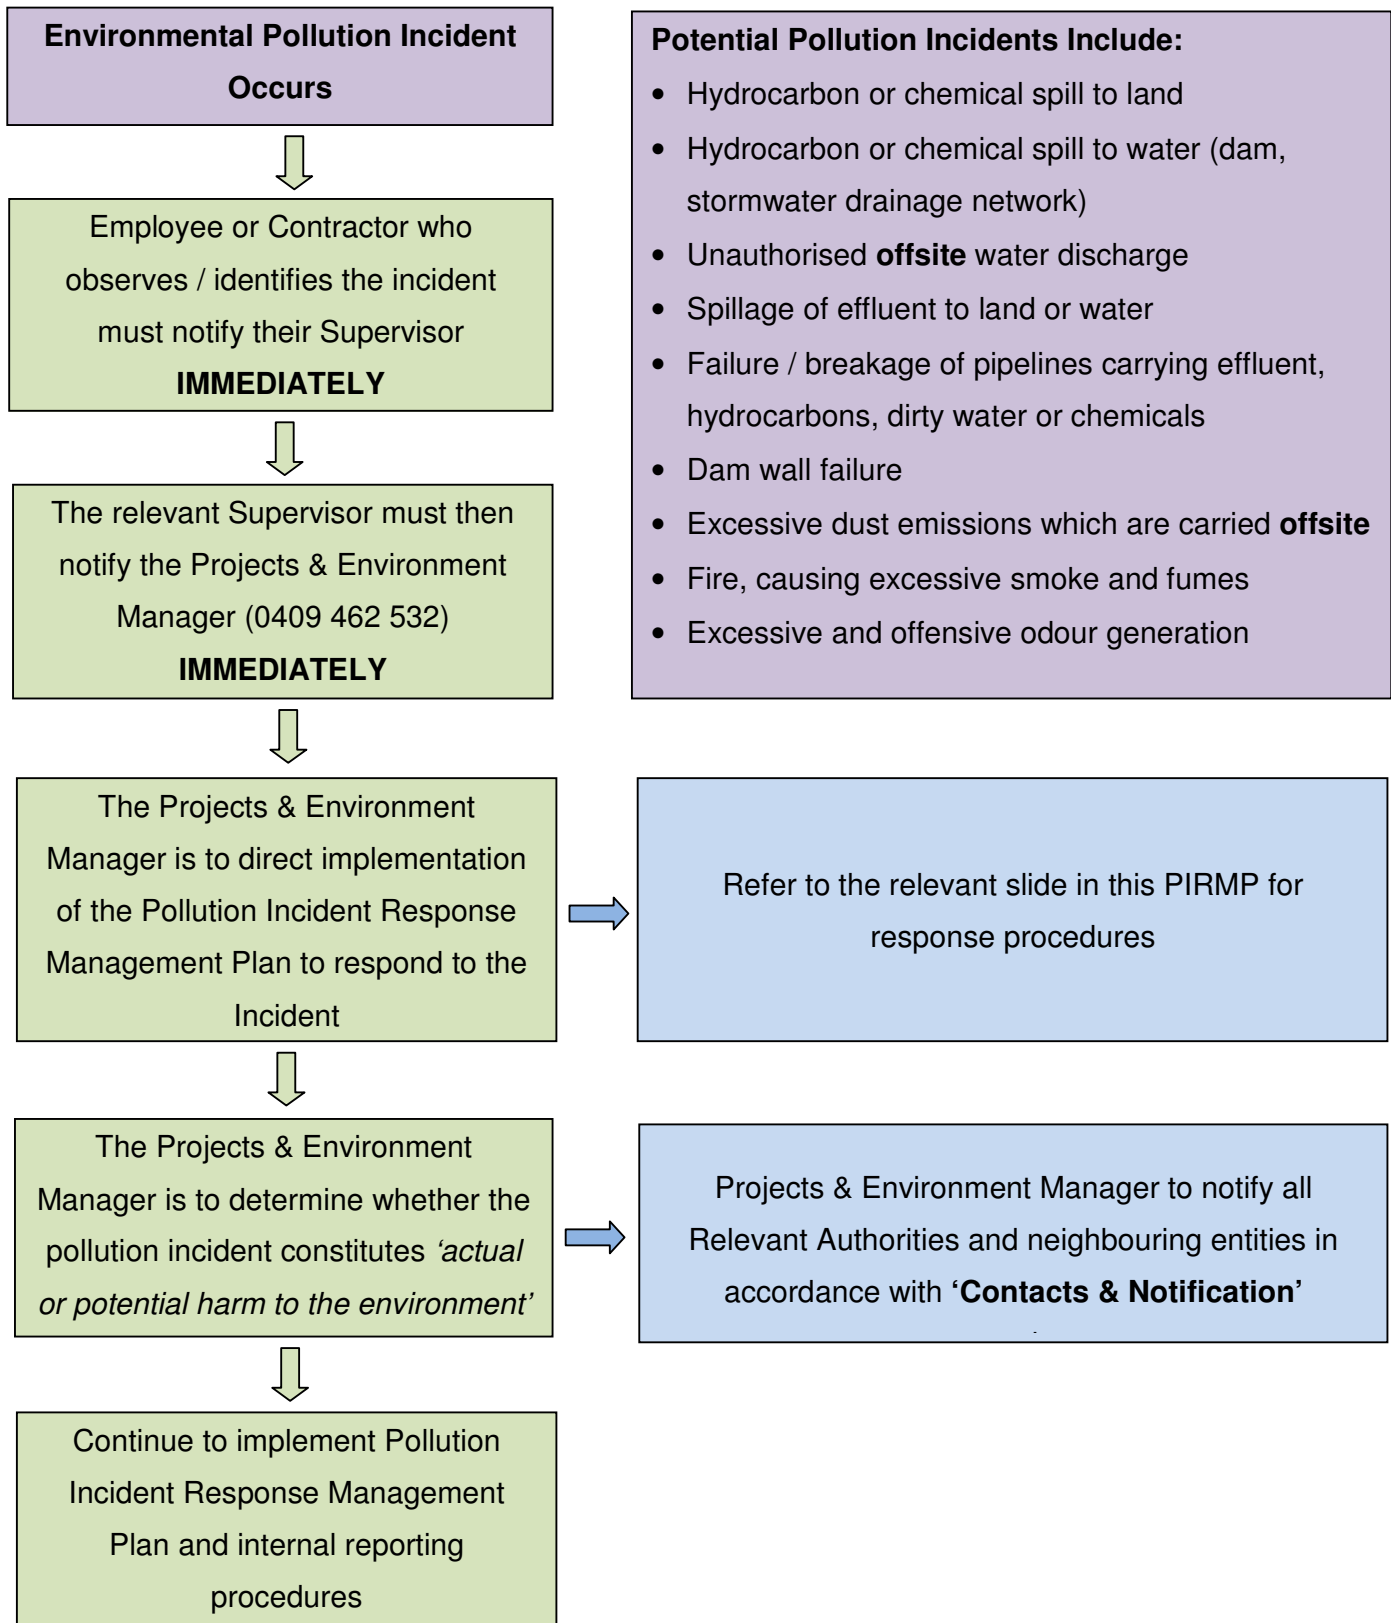 Environmental Pollution Incident
Occurs
Employee or Contractor who
observes / identifies the incident
must notify their Supervisor
IMMEDIATELY
The relevant Supervisor must then
notify the Projects & Environment
Manager (0409 462 532)
IMMEDIATELY
The Projects & Environment
Manager is to direct implementation
of the Pollution Incident Response
Management Plan to respond to the
Incident
The Projects & Environment
Manager is to determine whether the
pollution incident constitutes ‘actual
or potential harm to the environment’
Continue to implement Pollution
Incident Response Management
Plan and internal reporting
procedures
Potential Pollution Incidents Include:
• Hydrocarbon or chemical spill to land
• Hydrocarbon or chemical spill to water (dam,
stormwater drainage network)
• Unauthorised offsite water discharge
• Spillage of effluent to land or water
• Failure / breakage of pipelines carrying effluent,
hydrocarbons, dirty water or chemicals
• Dam wall failure
• Excessive dust emissions which are carried offsite
• Fire, causing excessive smoke and fumes
• Excessive and offensive odour generation
Refer to the relevant slide in this PIRMP for
response procedures
Projects & Environment Manager to notify all
Relevant Authorities and neighbouring entities in
accordance with ‘Contacts & Notification’